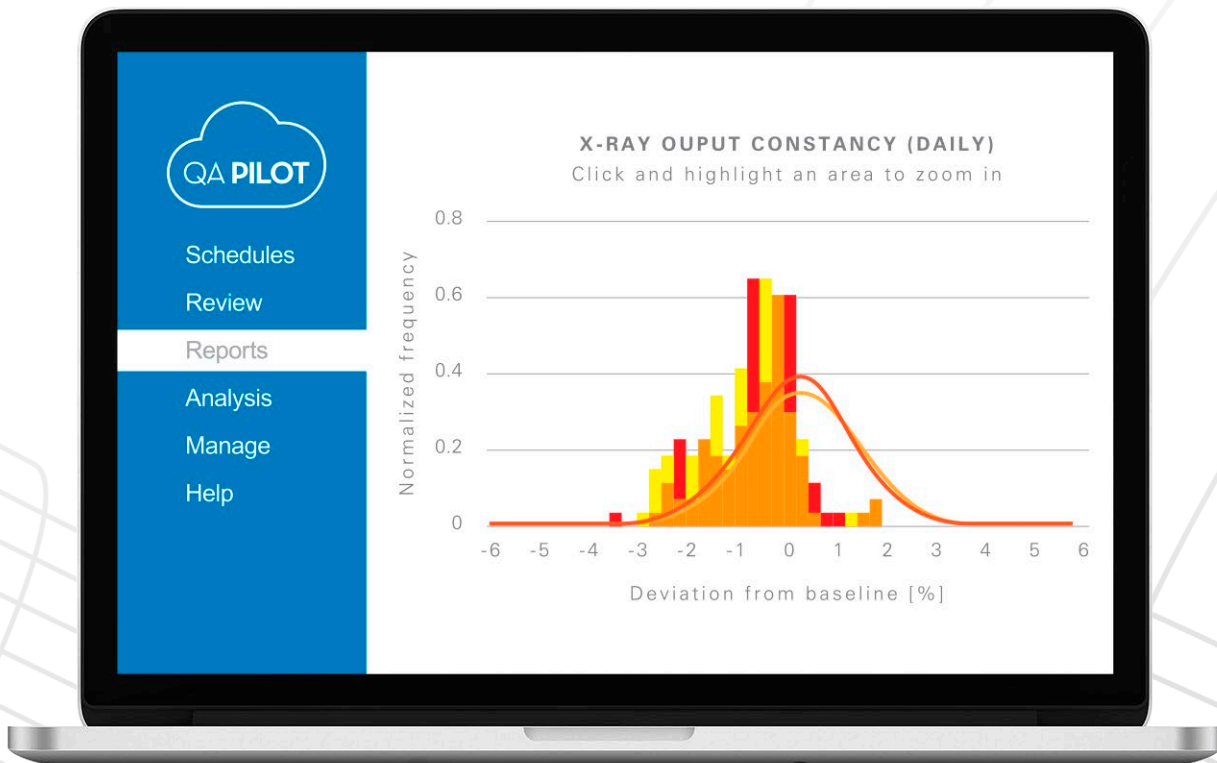 QA PILOT
Schedules
Review
Reports
Analysis
Manage
Help
X-RAY OUPUT CONSTANCY (DAILY)
Click and highlight an area to zoom in
Normalized frequency
0.8
0.6
0.4
0.2
0
-6 -5 -4 -3 -2 -1 0 1 2 3 4 5 6
Deviation from baseline [%]